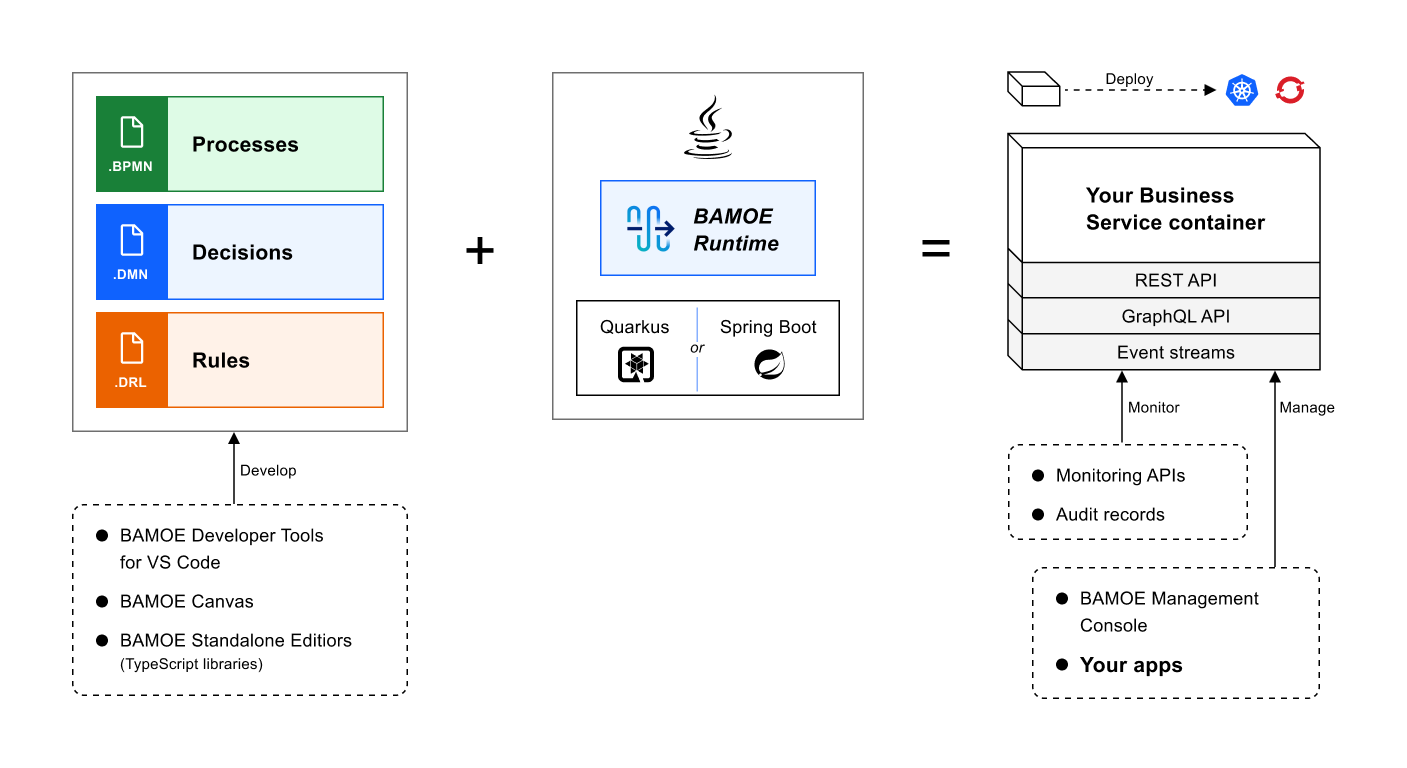 .BPMN
Processes
.DMN
Decisions
.DRL
Rules
Develop
● BAMOE Developer Tools
for VS Code
● BAMOE Canvas
● BAMOE Standalone Editiors
(TypeScript libraries)
+
BAMOE
Runtime
Quarkus
or
Spring Boot
=
Deploy
Your Business
Service container
REST API
GraphQL API
Event streams
Monitor
Manage
● Monitoring APIs
● Audit records
● BAMOE Management
Console
● Your apps